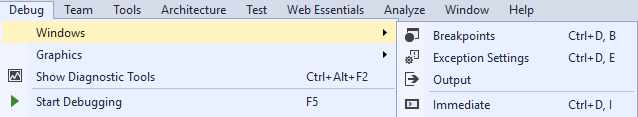 Debug Team Tools Architecture Test Web Essentials Analyze Window Help
Windows
Graphics
Show Diagnostic Tools Ctrl+Alt+F2
Start Debugging F5
Breakpoints Ctrl+D, B
Exception Settings Ctrl+D, E
Output
Immediate Ctrl+D, I